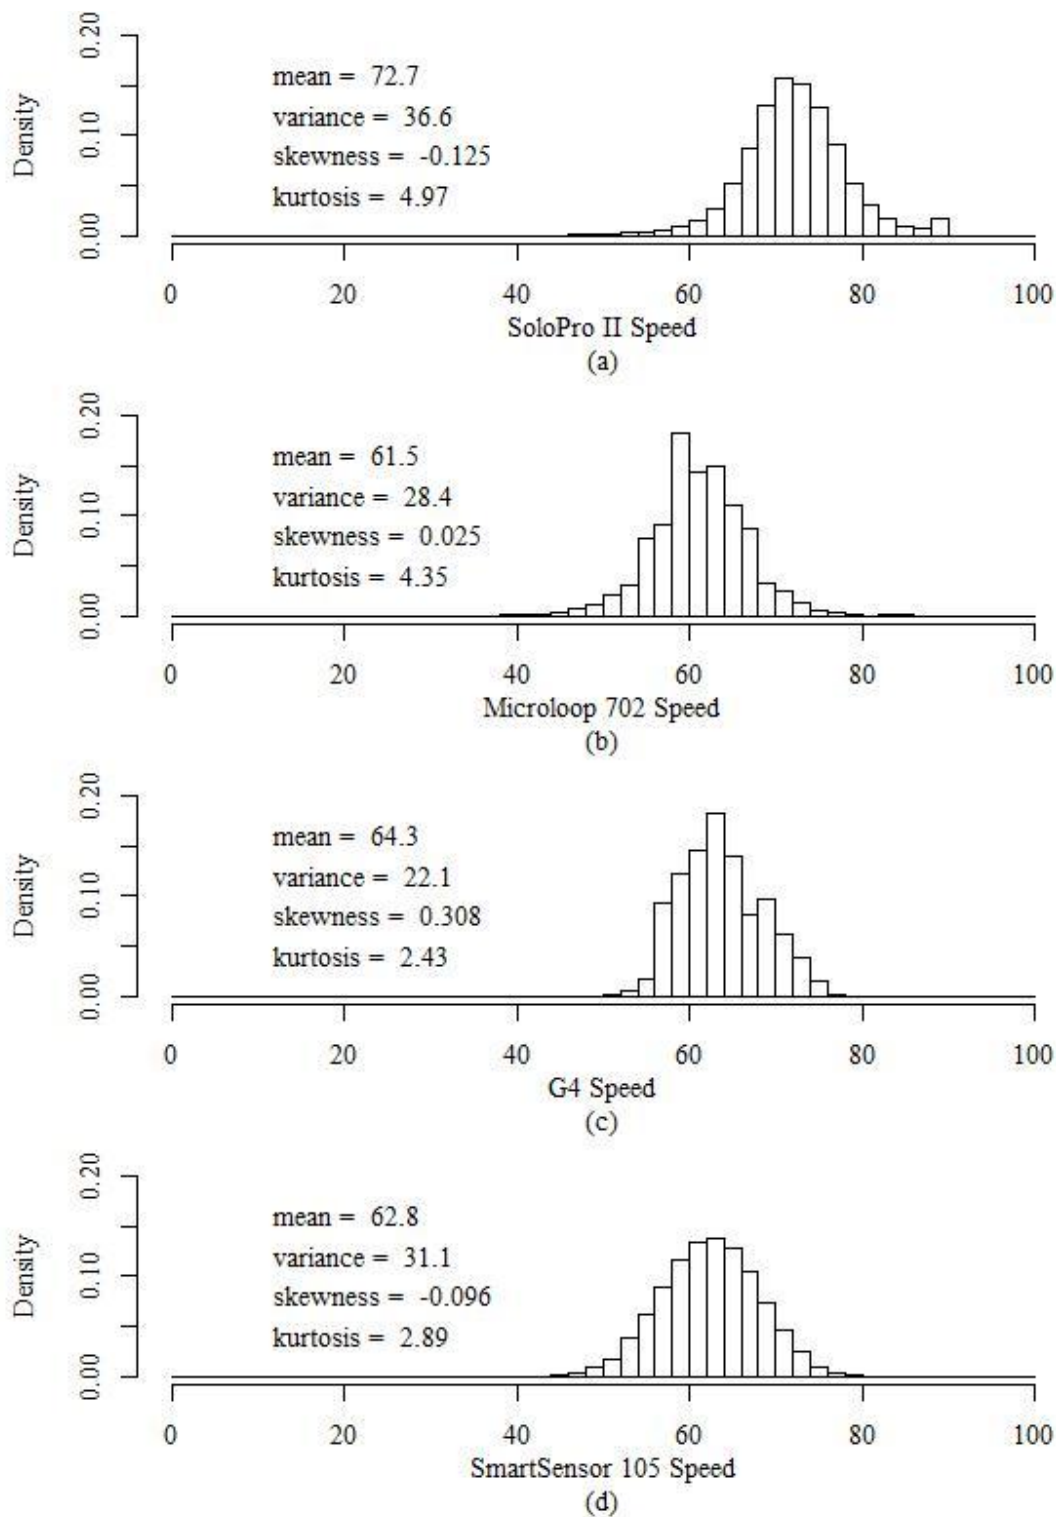 0.20
mean = 72.7
Density
variance = 36.6
0.10
skewness = -0.125
kurtosis = 4.97
0.00
0 20 40 60 80 100
SoloPro II Speed
(a)
0.20
mean = 61.5
Density
variance = 28.4
0.10
skewness = 0.025
kurtosis = 4.35
0.00
0 20 40 60 80 100
Microloop 702 Speed
(b)
0.20
mean = 64.3
Density
variance = 22.1
0.10
skewness = 0.308
kurtosis = 2.43
0.00
0 20 40 60 80 100
G4 Speed
(c)
0.20
mean = 62.8
Density
variance = 31.1
0.10
skewness = -0.096
kurtosis = 2.89
0.00
0 20 40 60 80 100
SmartSensor 105 Speed
(d)